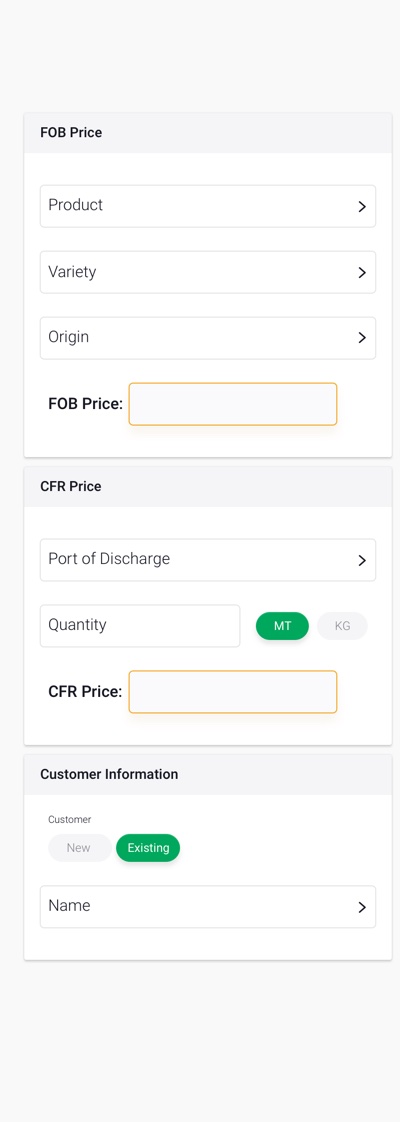 FOB Price
Product
Variety
Origin
FOB Price:
CFR Price
Port of Discharge
Quantity MT KG
CFR Price:
Customer Information
Customer
New Existing
Name